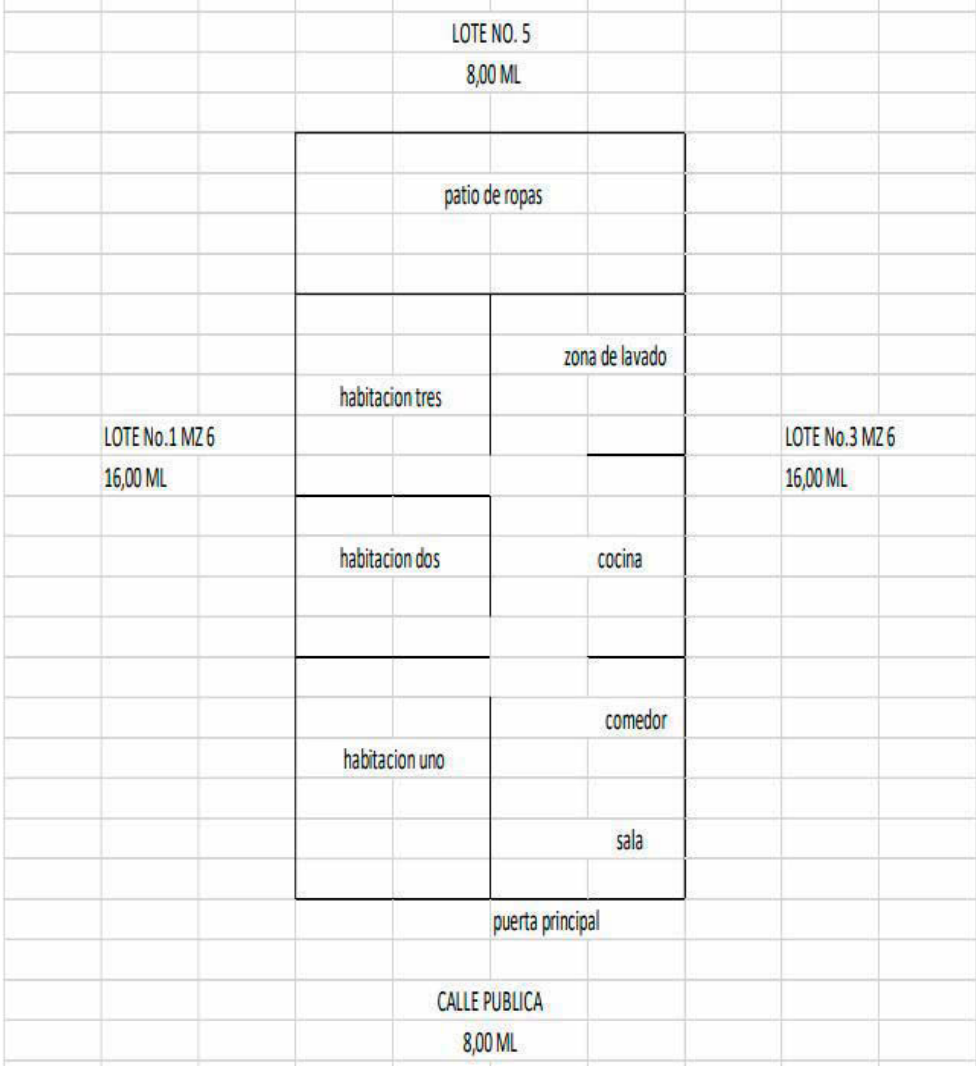 LOTE NO. 5
8,00 ML
patio de ropas
zona de lavado
habitacion tres
LOTE No.1 MZ 6
16,00 ML
LOTE No.3 MZ 6
16,00 ML
habitacion dos
cocina
comedor
habitacion uno
sala
puerta principal
CALLE PUBLICA
8,00 ML